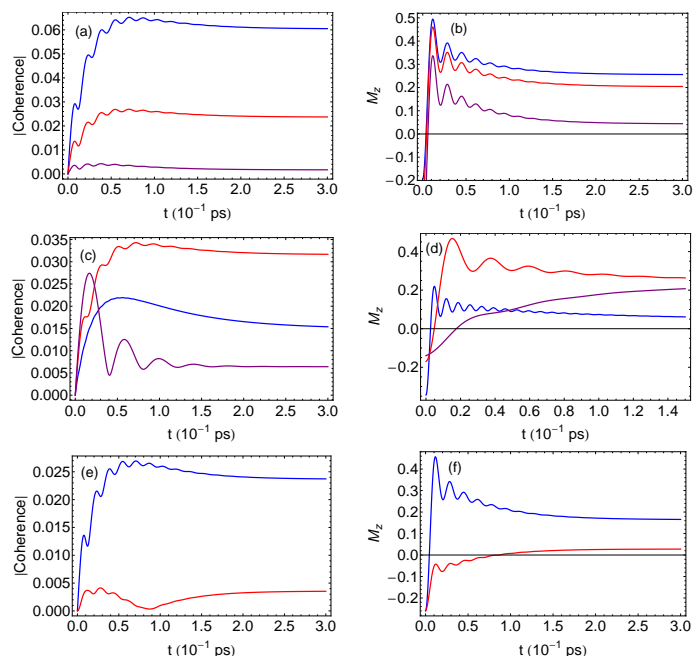 (a)
|Coherence|
0.06
0.05
0.04
0.03
0.02
0.01
0.00
0.0 0.5 1.0 1.5 2.0 2.5 3.0
t (10⁻¹ ps)
(b)
M_z
0.5
0.4
0.3
0.2
0.1
0.0
−0.1
−0.2
0.0 0.5 1.0 1.5 2.0 2.5 3.0
t (10⁻¹ ps)
(c)
|Coherence|
0.035
0.030
0.025
0.020
0.015
0.010
0.005
0.000
0.0 0.5 1.0 1.5 2.0 2.5 3.0
t (10⁻¹ ps)
(d)
M_z
0.4
0.2
0.0
−0.2
0.0 0.2 0.4 0.6 0.8 1.0 1.2 1.4
t (10⁻¹ ps)
(e)
|Coherence|
0.025
0.020
0.015
0.010
0.005
0.000
0.0 0.5 1.0 1.5 2.0 2.5 3.0
t (10⁻¹ ps)
(f)
M_z
0.4
0.3
0.2
0.1
0.0
−0.1
−0.2
0.0 0.5 1.0 1.5 2.0 2.5 3.0
t (10⁻¹ ps)